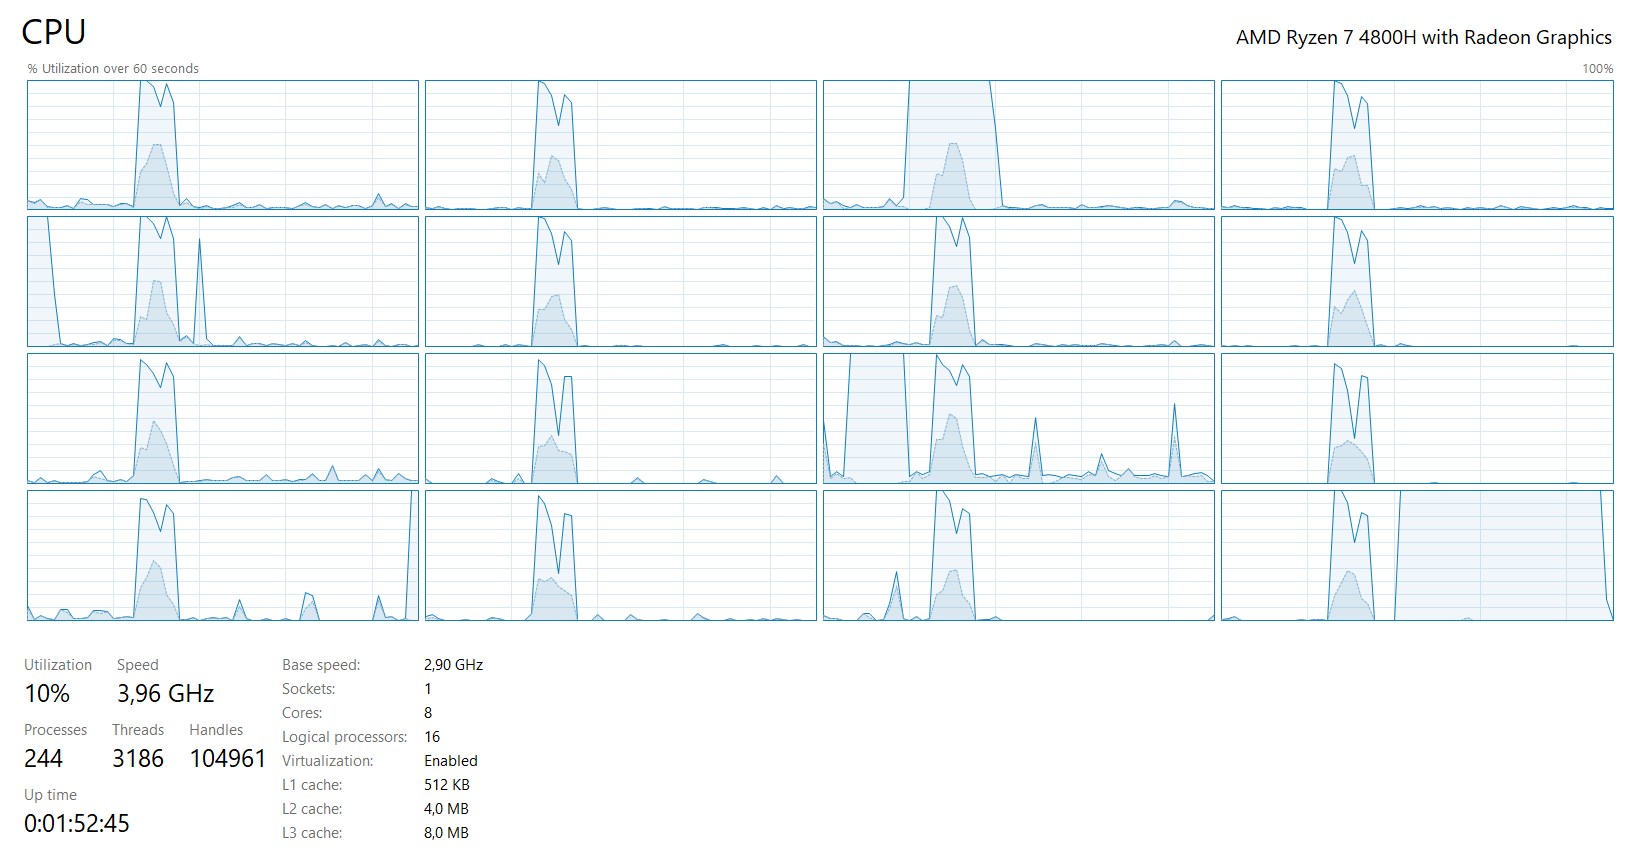 CPU
AMD Ryzen 7 4800H with Radeon Graphics
% Utilization over 60 seconds
100%
Utilization Speed
10% 3,96 GHz
Processes Threads Handles
244 3186 104961
Up time
0:01:52:45
Base speed: 2,90 GHz
Sockets: 1
Cores: 8
Logical processors: 16
Virtualization: Enabled
L1 cache: 512 KB
L2 cache: 4,0 MB
L3 cache: 8,0 MB